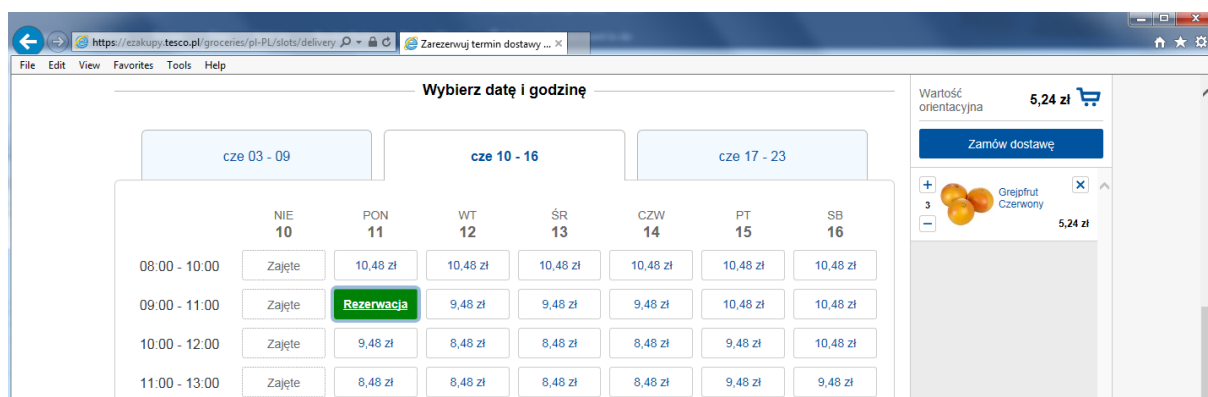 https://ezakupy.tesco.pl/groceries/pl-PL/slots/delivery
Zarezerwuj termin dostawy ...
File Edit View Favorites Tools Help
Wybierz datę i godzinę
cze 03 - 09 cze 10 - 16 cze 17 - 23
NIE PON WT ŚR CZW PT SB
10 11 12 13 14 15 16
08:00 - 10:00 Zajęte 10,48 zł 10,48 zł 10,48 zł 10,48 zł 10,48 zł 10,48 zł
09:00 - 11:00 Zajęte Rezerwacja 9,48 zł 9,48 zł 9,48 zł 10,48 zł 10,48 zł
10:00 - 12:00 Zajęte 9,48 zł 8,48 zł 8,48 zł 8,48 zł 9,48 zł 10,48 zł
11:00 - 13:00 Zajęte 8,48 zł 8,48 zł 8,48 zł 8,48 zł 9,48 zł 9,48 zł
Wartość
orientacyjna
5,24 zł
Zamów dostawę
3
Grejpfrut
Czerwony
5,24 zł